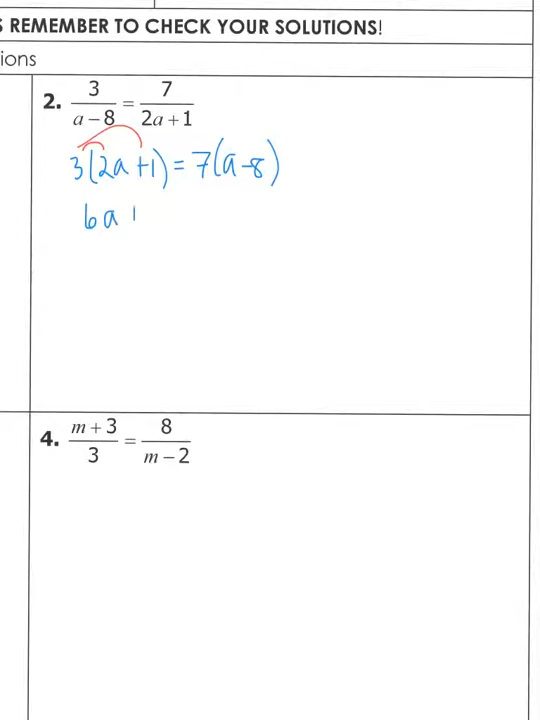 S REMEMBER TO CHECK YOUR SOLUTIONS!
ions
2. 3/(a − 8) = 7/(2a + 1)
3(2a + 1) = 7(a − 8)
6a
4. (m + 3)/3 = 8/(m − 2)